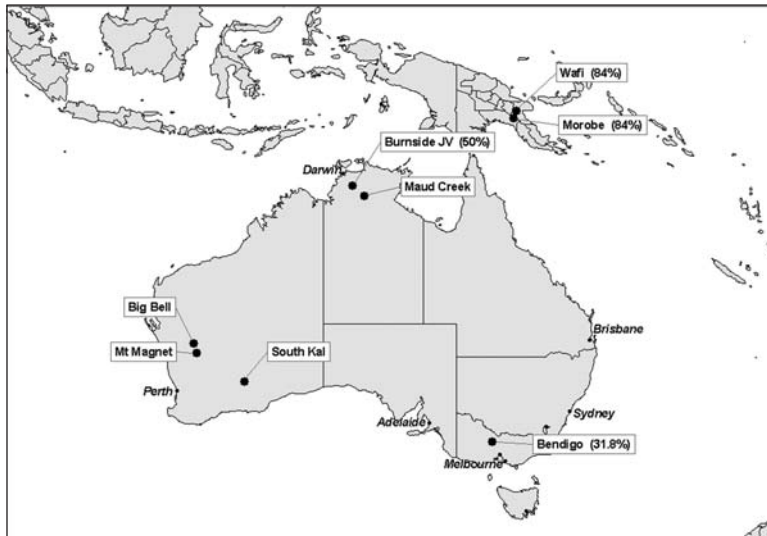 Wafi (84%)
Morobe (84%)
Burnside JV (50%)
Darwin
Maud Creek
Big Bell
Mt Magnet
South Kal
Brisbane
Perth
Sydney
Adelaide
Bendigo (31.8%)
Melbourne